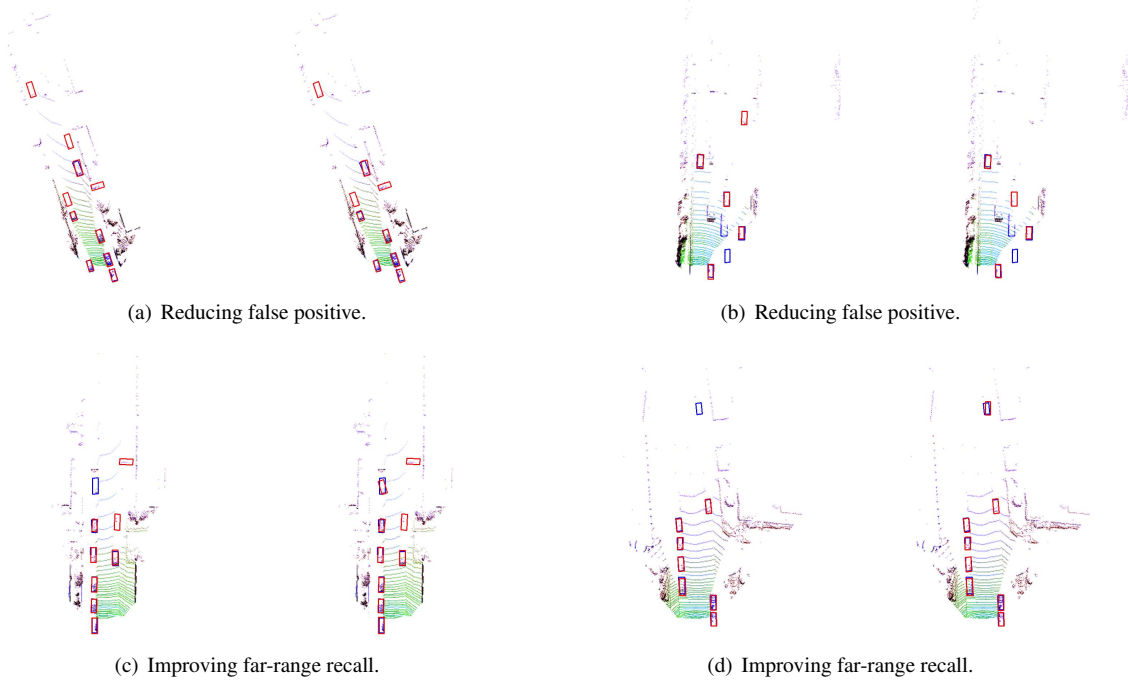 (a) Reducing false positive.
(b) Reducing false positive.
(c) Improving far-range recall.
(d) Improving far-range recall.